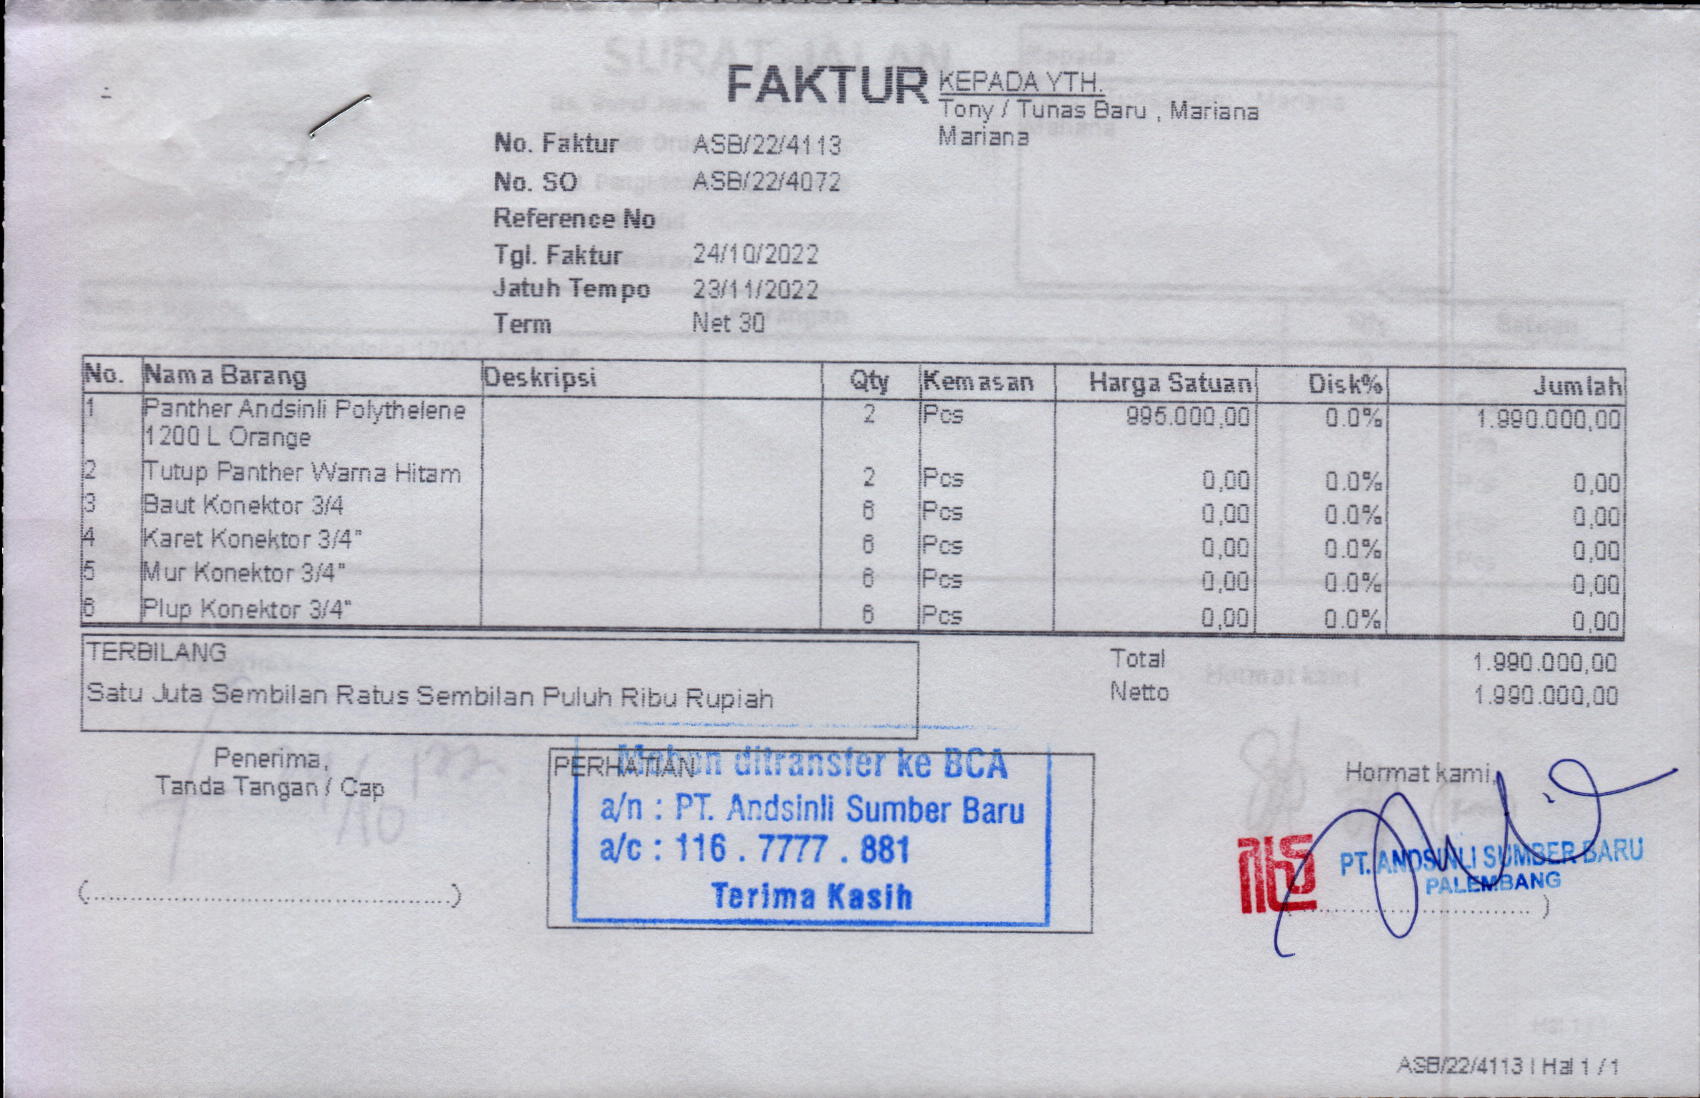 FAKTUR
KEPADA YTH.
Tony / Tunas Baru , Mariana
Mariana
No. Faktur ASB/22/4113
No. SO ASB/22/4072
Reference No
Tgl. Faktur 24/10/2022
Jatuh Tempo 23/11/2022
Term Net 30
No. Nama Barang Deskripsi Qty Kemasan Harga Satuan Disk% Jumlah
1 Panther Andsinli Polythelene 2 Pcs 995.000,00 0.0% 1.990.000,00
1200 L Orange
2 Tutup Panther Warna Hitam 2 Pcs 0,00 0.0% 0,00
3 Baut Konektor 3/4 6 Pcs 0,00 0.0% 0,00
4 Karet Konektor 3/4" 6 Pcs 0,00 0.0% 0,00
5 Mur Konektor 3/4" 6 Pcs 0,00 0.0% 0,00
6 Plup Konektor 3/4" 6 Pcs 0,00 0.0% 0,00
TERBILANG
Satu Juta Sembilan Ratus Sembilan Puluh Ribu Rupiah
Total 1.990.000,00
Netto 1.990.000,00
Penerima,
Tanda Tangan / Cap
(................................................)
PERHATIAN
Mohon ditransfer ke BCA
a/n : PT. Andsinli Sumber Baru
a/c : 116 . 7777 . 881
Terima Kasih
Hormat kami,
PT. ANDSINLI SUMBER BARU
PALEMBANG
ASB/22/4113 | Hal 1 / 1